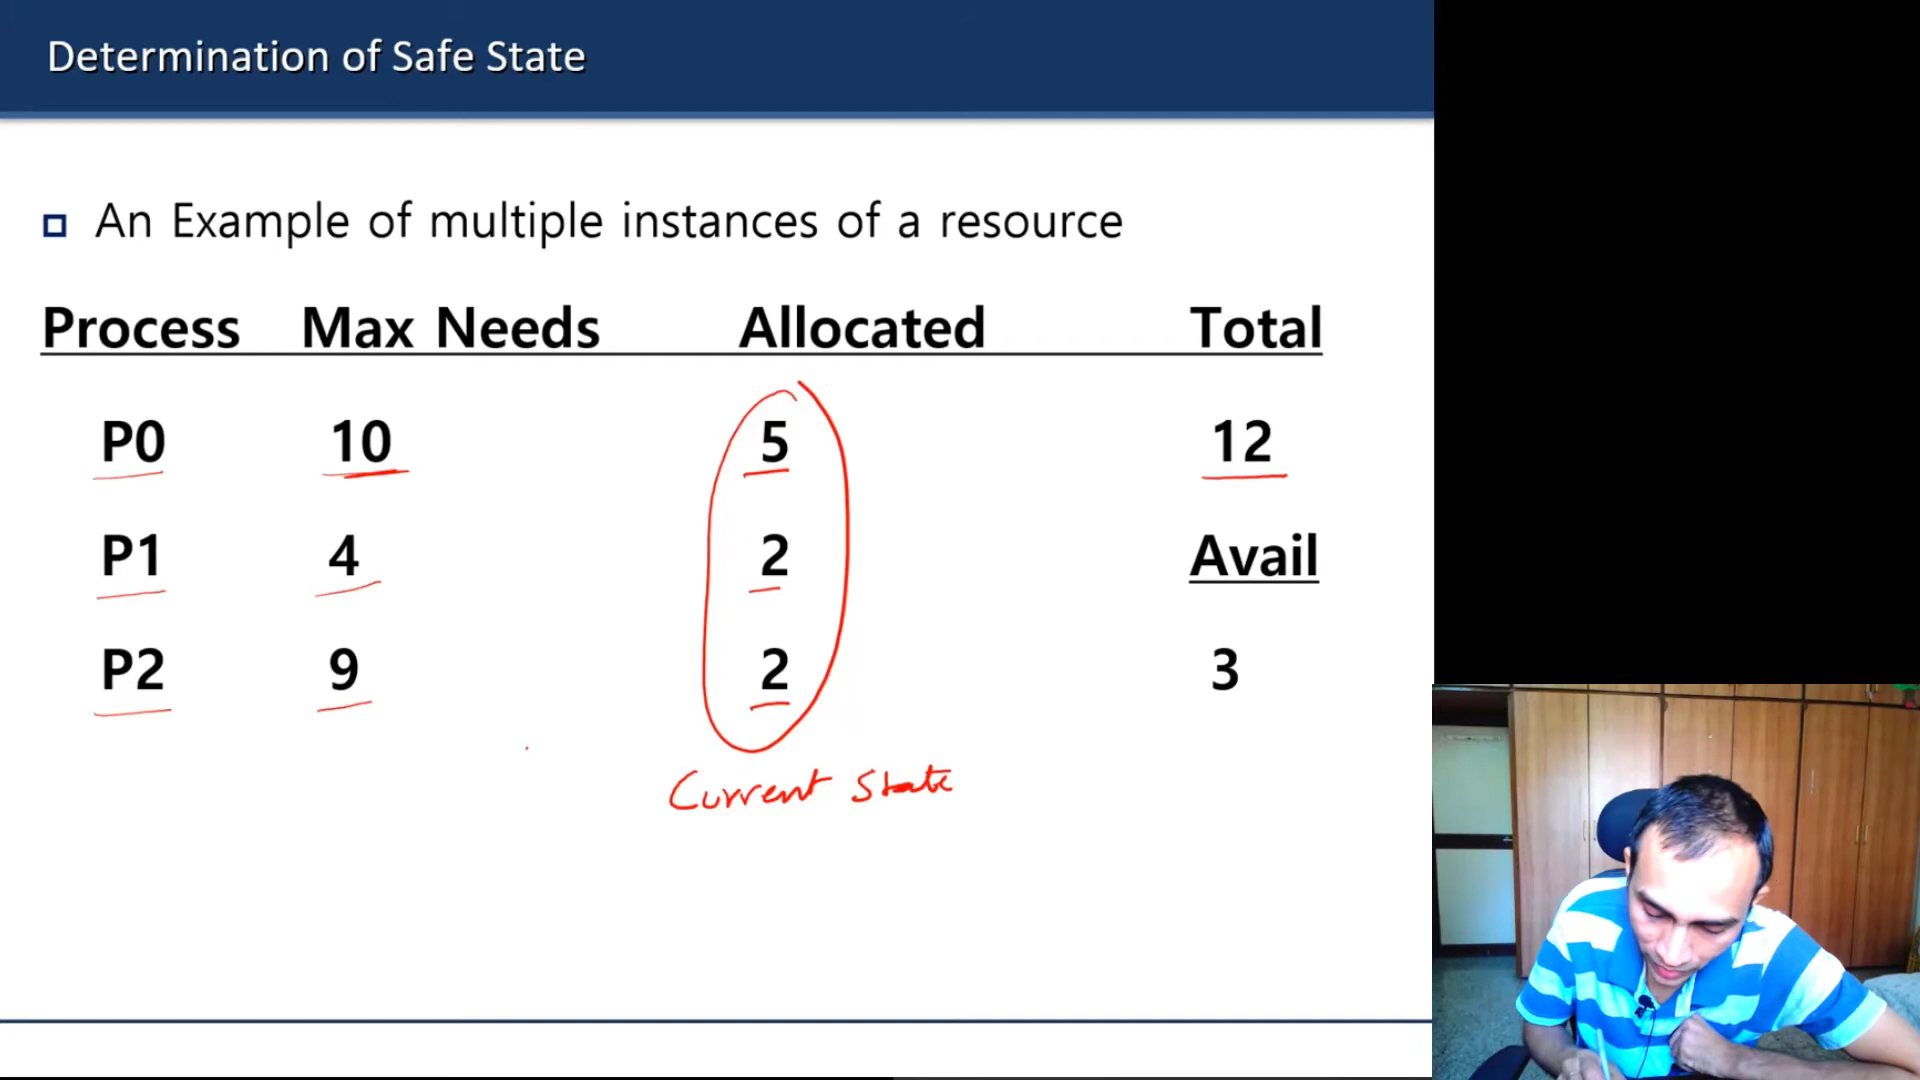 Determination of Safe State
An Example of multiple instances of a resource
Process Max Needs Allocated Total
P0 10 5 12
P1 4 2 Avail
P2 9 2 3
Current State